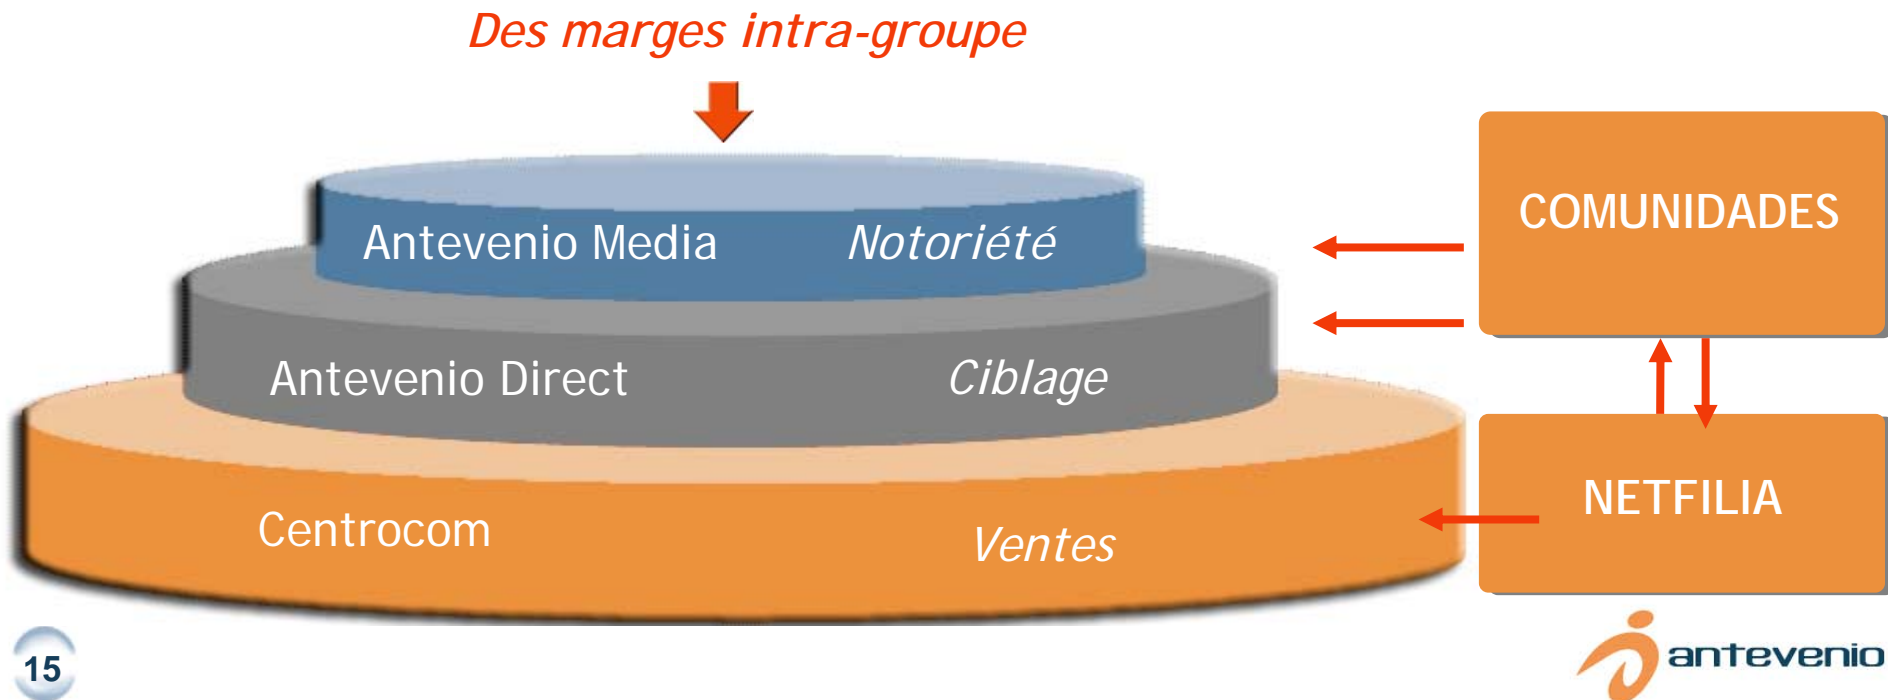 Des marges intra-groupe
Antevenio Media Notoriété
Antevenio Direct Ciblage
Centrocom Ventes
COMUNIDADES
NETFILIA
15
antevenio